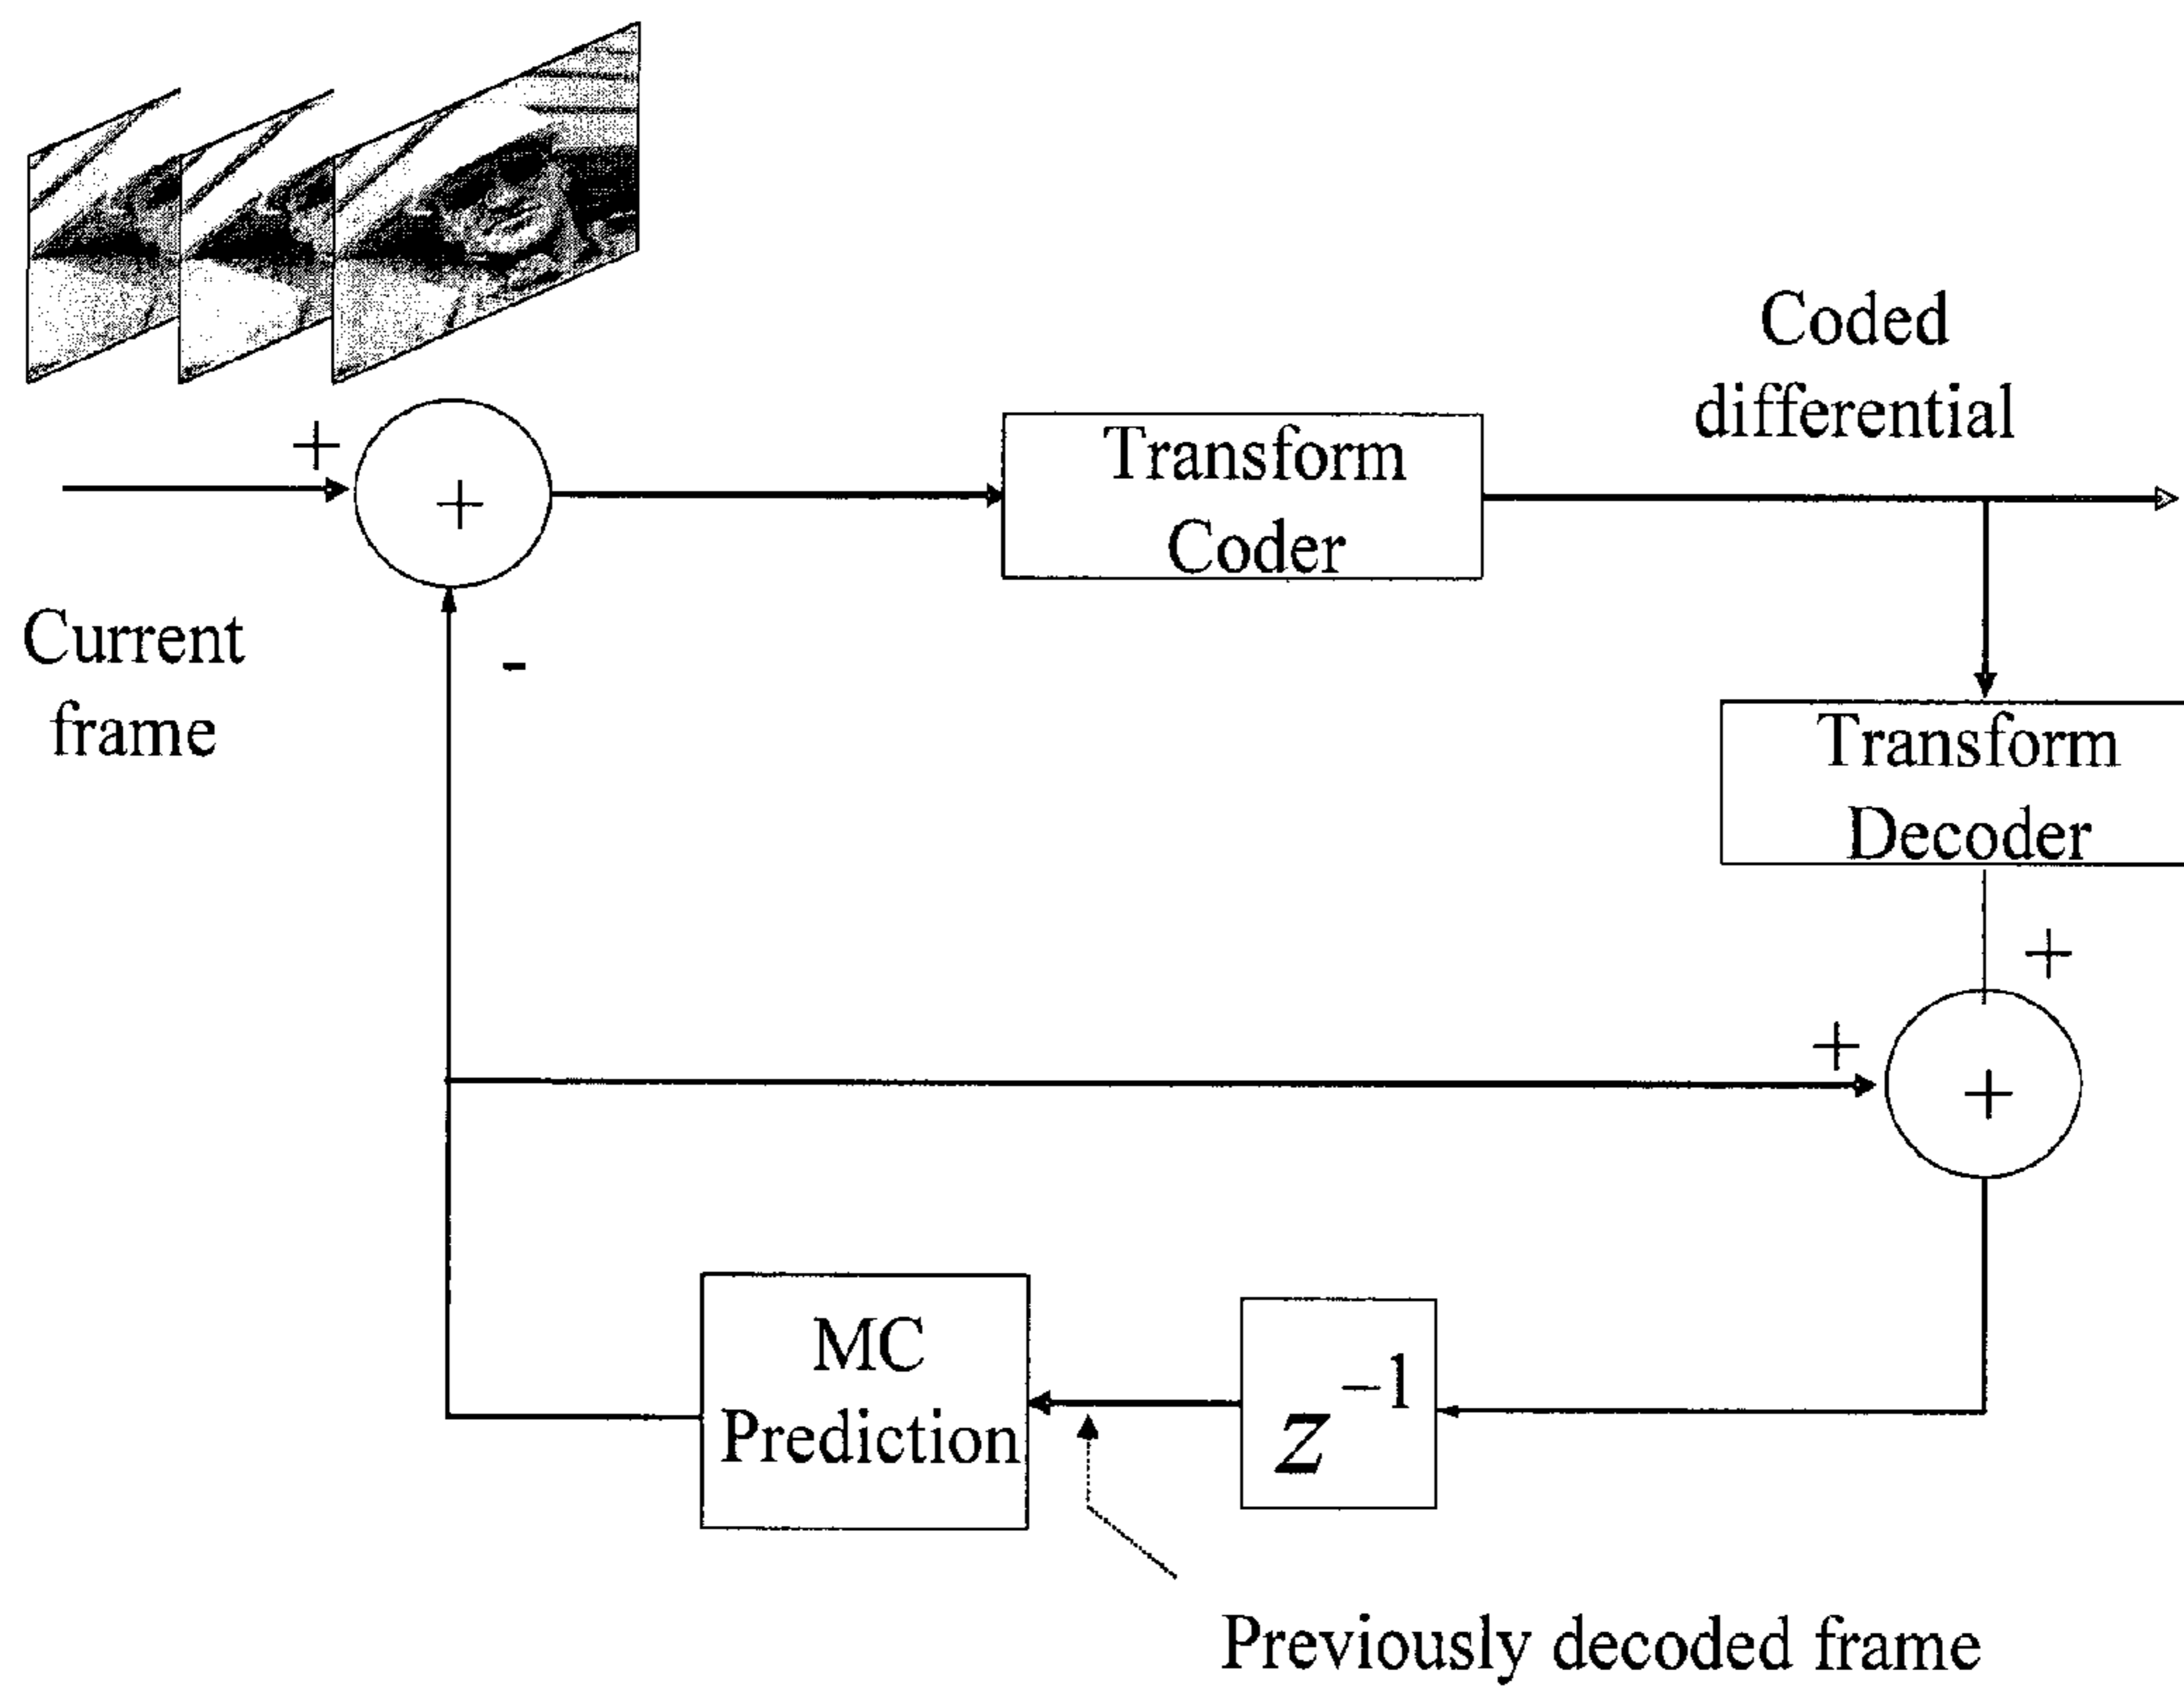 Coded
differential
+
+
Transform
Coder
Current
frame
-
Transform
Decoder
+
+
+
MC
Prediction
z⁻¹
Previously decoded frame